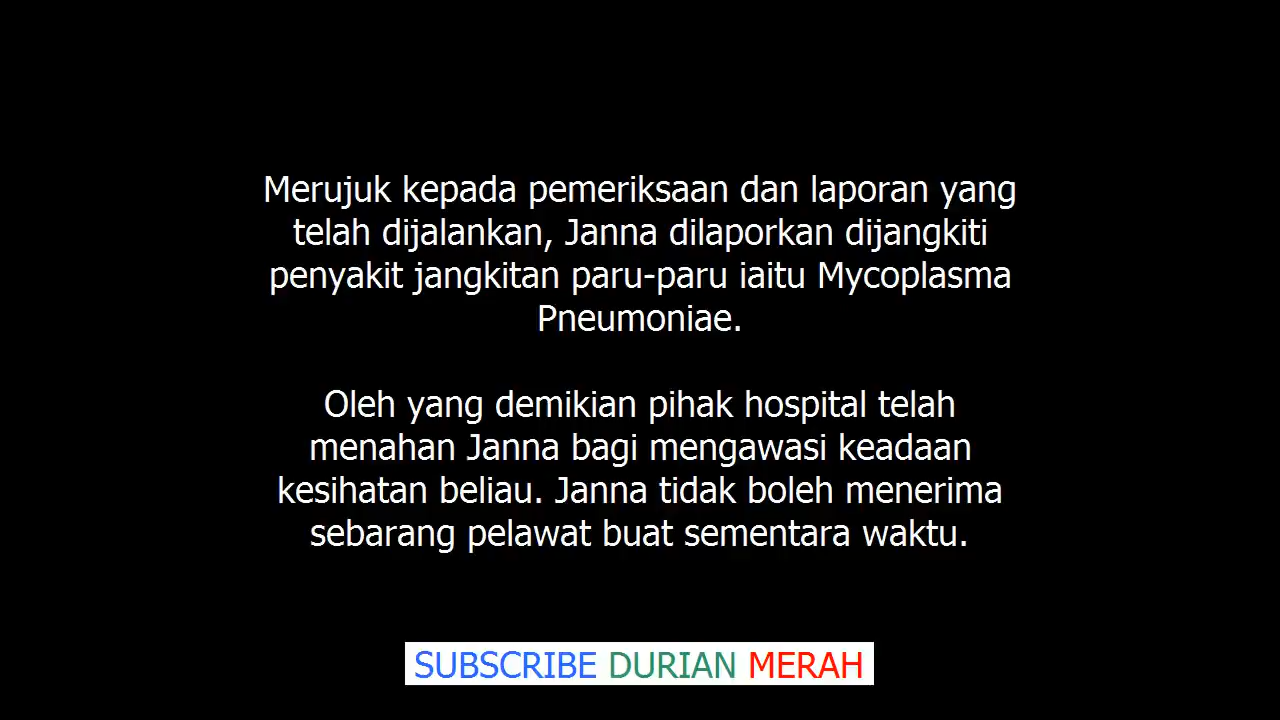 Merujuk kepada pemeriksaan dan laporan yang
telah dijalankan, Janna dilaporkan dijangkiti
penyakit jangkitan paru-paru iaitu Mycoplasma
Pneumoniae.
Oleh yang demikian pihak hospital telah
menahan Janna bagi mengawasi keadaan
kesihatan beliau. Janna tidak boleh menerima
sebarang pelawat buat sementara waktu.
SUBSCRIBE DURIAN MERAH